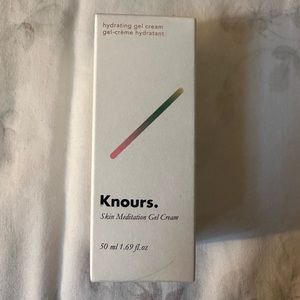 hydrating gel cream
gel-crème hydratant
Knours.
Skin Meditation Gel Cream
50 ml 1.69 fl.oz